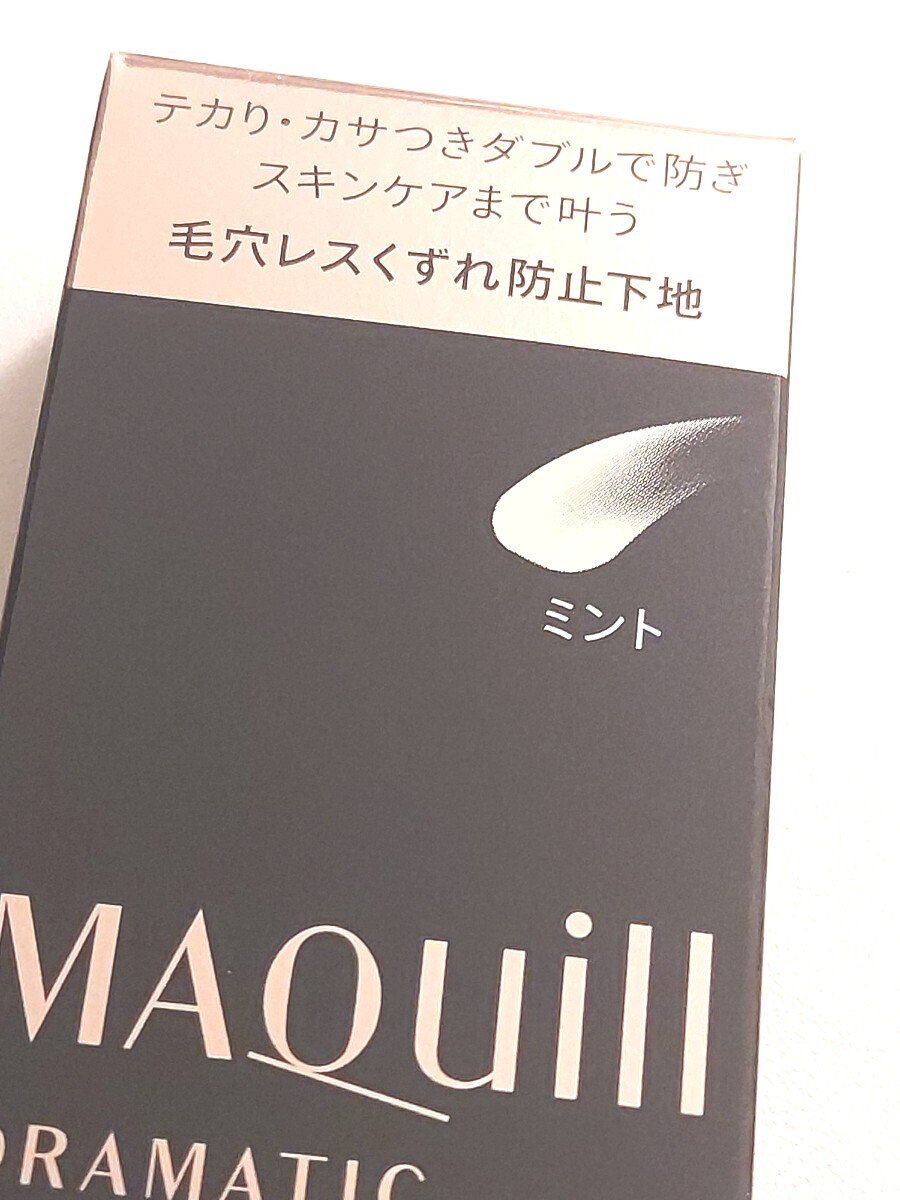 テカり・カサつきダブルで防ぎ
スキンケアまで叶う
毛穴レスくずれ防止下地
ミント
MAQuill
DRAMATIC